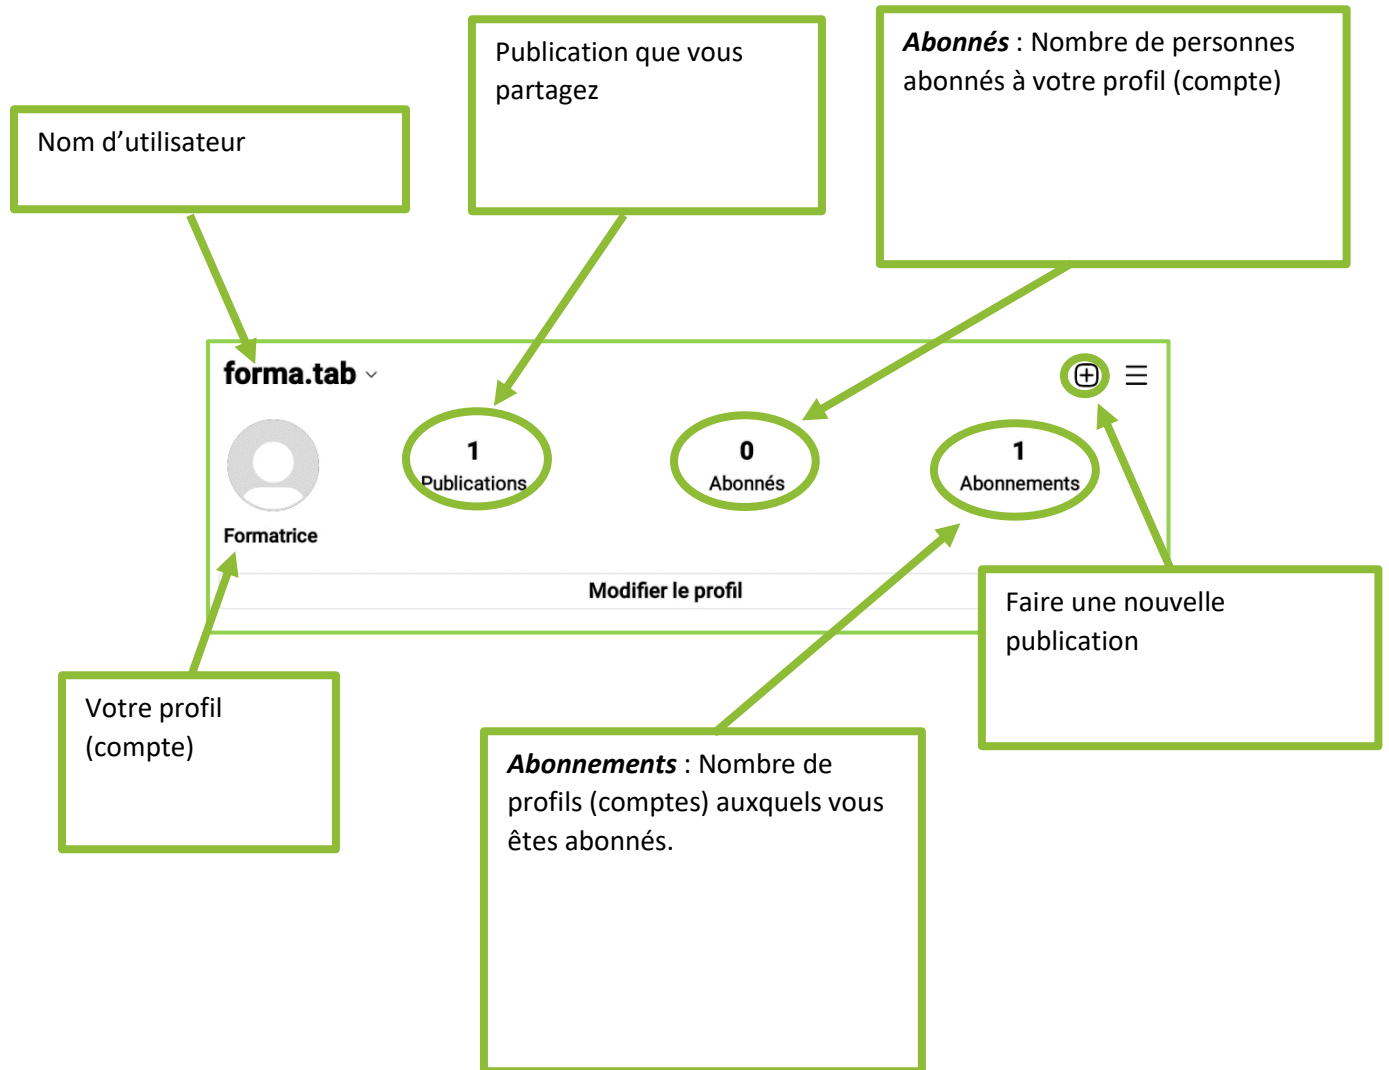 Publication que vous
partagez
Abonnés : Nombre de personnes
abonnés à votre profil (compte)
Nom d’utilisateur
forma.tab
1
Publications
0
Abonnés
1
Abonnements
Formatrice
Modifier le profil
Faire une nouvelle
publication
Votre profil
(compte)
Abonnements : Nombre de
profils (comptes) auxquels vous
êtes abonnés.